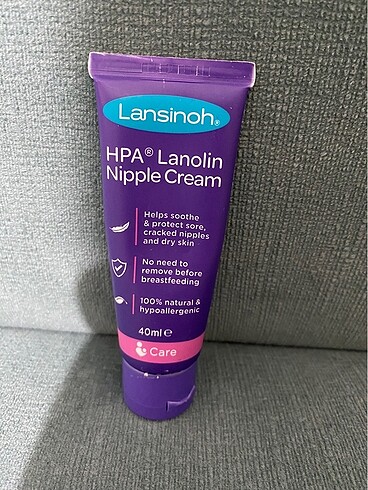 Lansinoh®
HPA® Lanolin
Nipple Cream
Helps soothe
& protect sore,
cracked nipples
and dry skin
No need to
remove before
breastfeeding
100% natural &
hypoallergenic
40ml ℮
Care